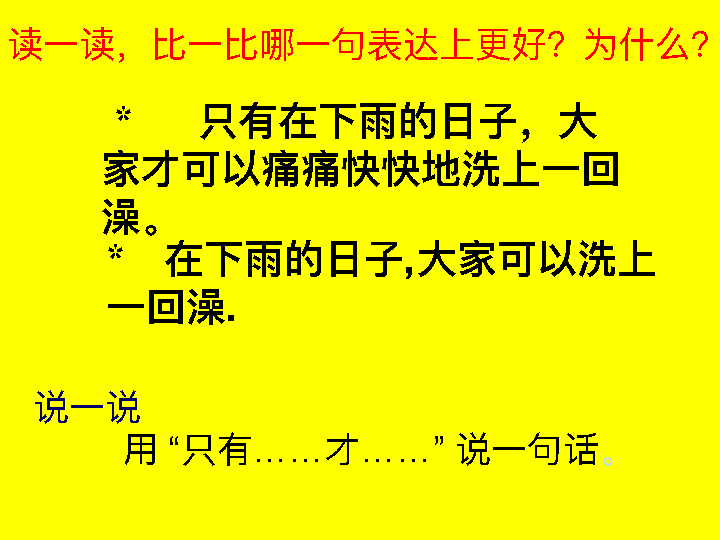 读一读，比一比哪一句表达上更好？为什么？
* 只有在下雨的日子，大
家才可以痛痛快快地洗上一回
澡。
* 在下雨的日子,大家可以洗上
一回澡.
说一说
用 “只有……才……” 说一句话。